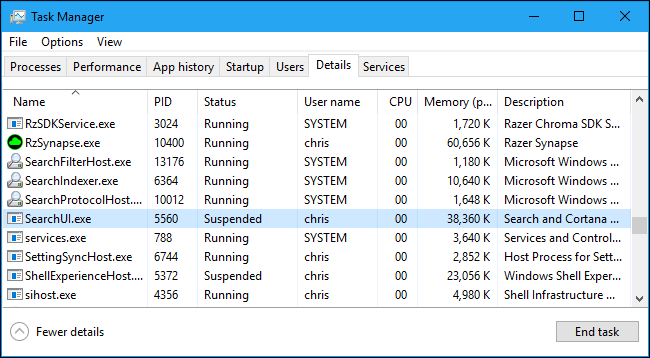 Task Manager
File Options View
Processes Performance App history Startup Users Details Services
Name PID Status User name CPU Memory (p... Description
RzSDKService.exe 3024 Running SYSTEM 00 1,720 K Razer Chroma SDK S...
RzSynapse.exe 10400 Running chris 00 60,656 K Razer Synapse
SearchFilterHost.exe 13176 Running SYSTEM 00 1,180 K Microsoft Windows ...
SearchIndexer.exe 6364 Running SYSTEM 00 10,640 K Microsoft Windows ...
SearchProtocolHost.... 10012 Running SYSTEM 00 1,648 K Microsoft Windows ...
SearchUI.exe 5560 Suspended chris 00 38,360 K Search and Cortana ...
services.exe 788 Running SYSTEM 00 3,640 K Services and Control...
SettingSyncHost.exe 6744 Running chris 00 2,852 K Host Process for Sett...
ShellExperienceHost.... 5372 Suspended chris 00 23,056 K Windows Shell Exper...
sihost.exe 4356 Running chris 00 4,980 K Shell Infrastructure ...
Fewer details End task